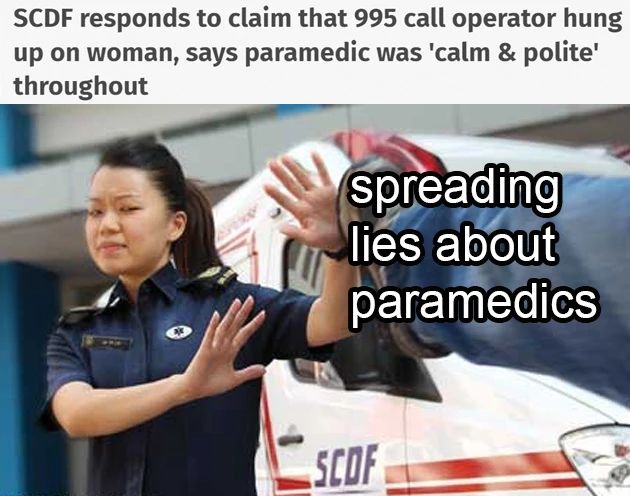 SCDF responds to claim that 995 call operator hung
up on woman, says paramedic was 'calm & polite'
throughout
spreading
lies about
paramedics
SCDF